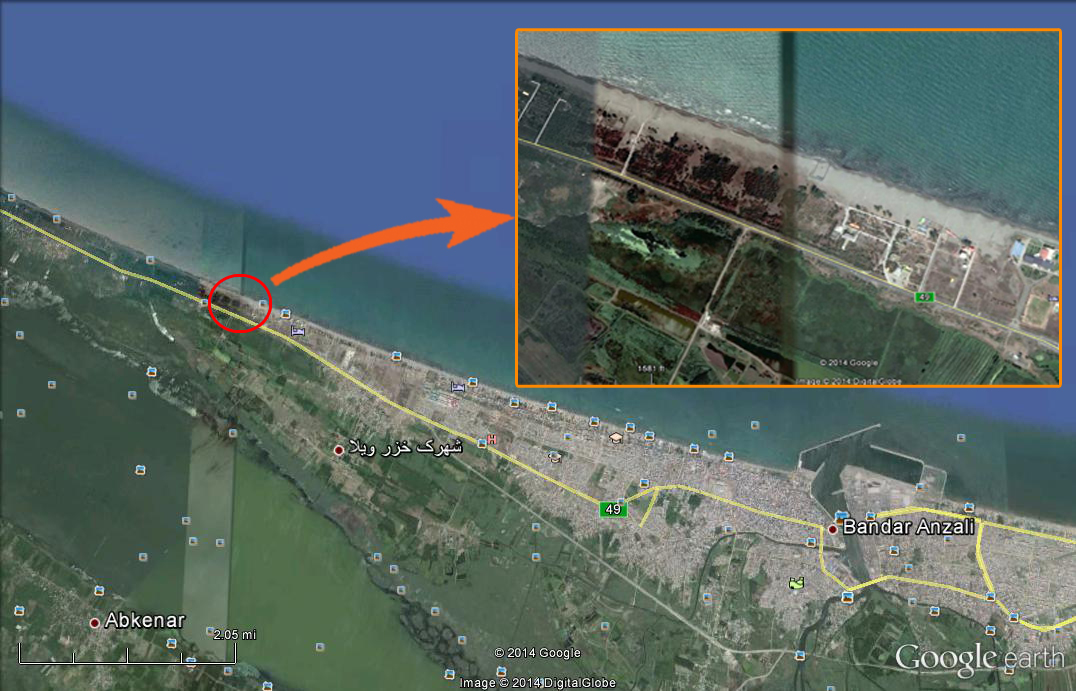 49
© 2014 Google
Image © 2014 DigitalGlobe
1581 ft
شهرک خزر ویلا
H
49
Bandar Anzali
Abkenar
2.05 mi
© 2014 Google
Image © 2014 DigitalGlobe
Google earth